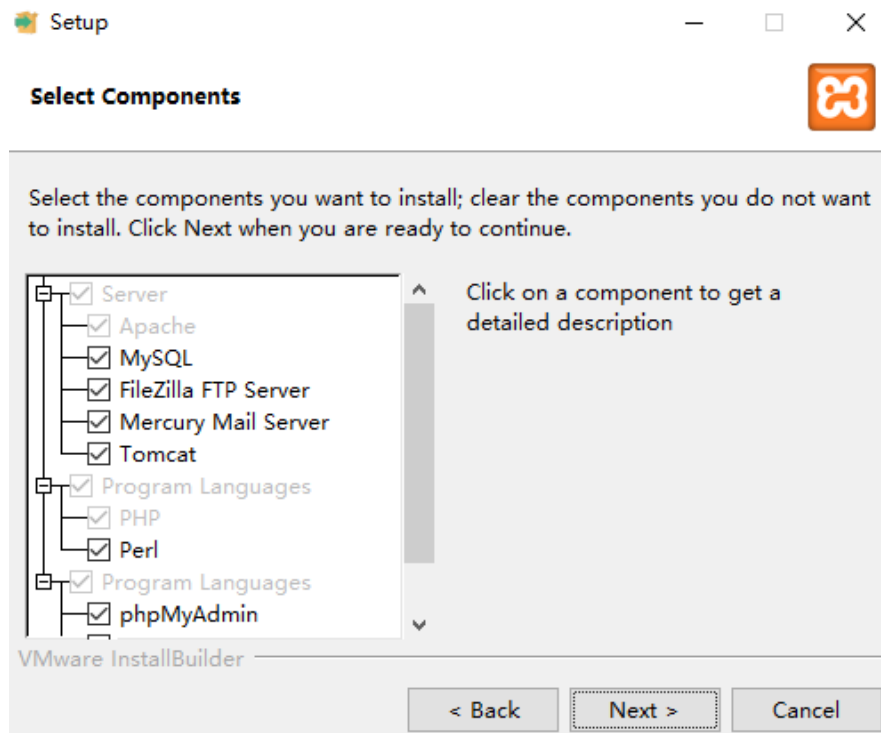 Setup
Select Components
Select the components you want to install; clear the components you do not want
to install. Click Next when you are ready to continue.
Server
Apache
MySQL
FileZilla FTP Server
Mercury Mail Server
Tomcat
Program Languages
PHP
Perl
Program Languages
phpMyAdmin
Click on a component to get a
detailed description
VMware InstallBuilder
< Back
Next >
Cancel